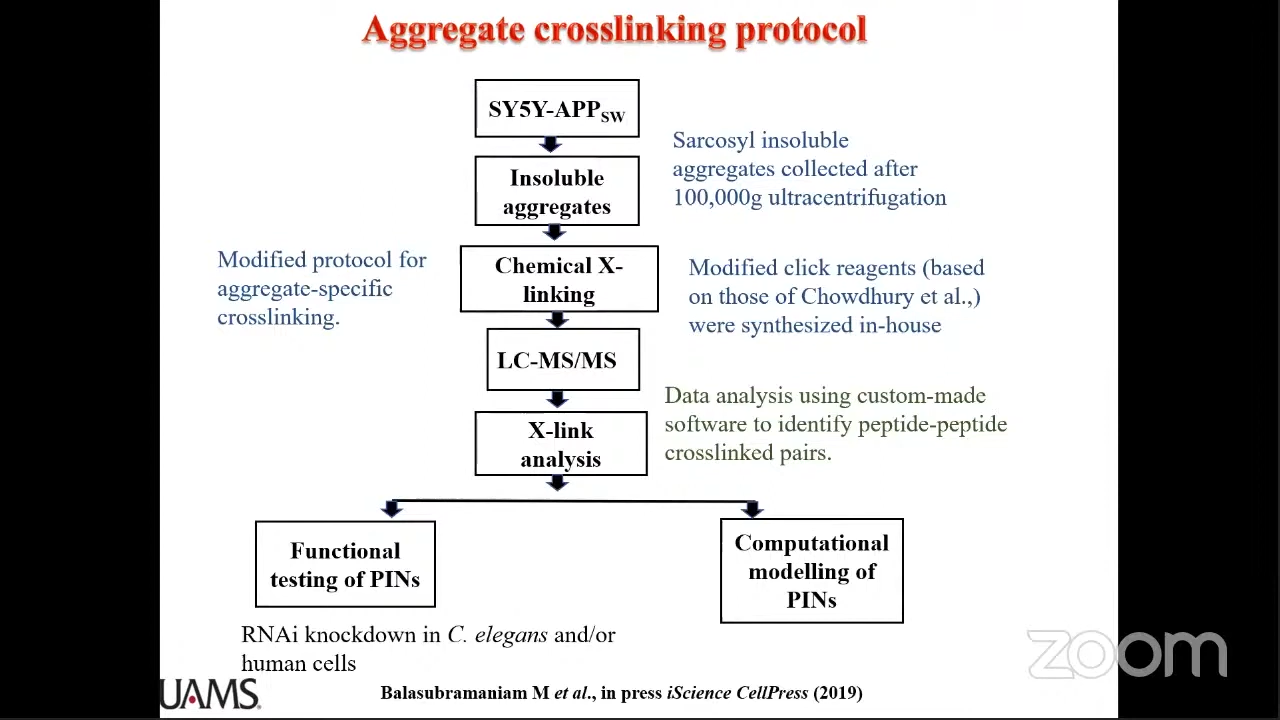 Aggregate crosslinking protocol
SY5Y-APPSW
Sarcosyl insoluble
aggregates collected after
100,000g ultracentrifugation
Insoluble
aggregates
Modified protocol for
aggregate-specific
crosslinking.
Chemical X-
linking
Modified click reagents (based
on those of Chowdhury et al.,)
were synthesized in-house
LC-MS/MS
Data analysis using custom-made
software to identify peptide-peptide
crosslinked pairs.
X-link
analysis
Functional
testing of PINs
Computational
modelling of
PINs
RNAi knockdown in C. elegans and/or
human cells
zoom
UAMS
Balasubramaniam M et al., in press iScience CellPress (2019)